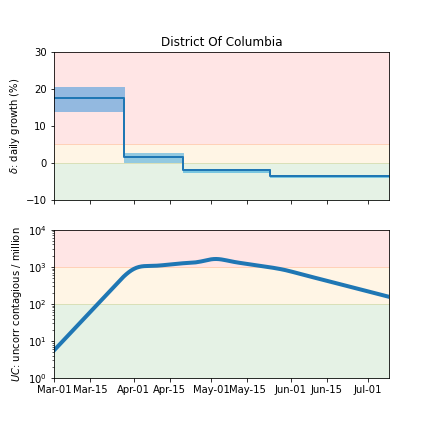 District Of Columbia
30
20
10
0
−10
δ: daily growth (%)
10⁴
10³
10²
10¹
10⁰
UC: uncorr contagious / million
Mar-01 Mar-15 Apr-01 Apr-15 May-01 May-15 Jun-01 Jun-15 Jul-01